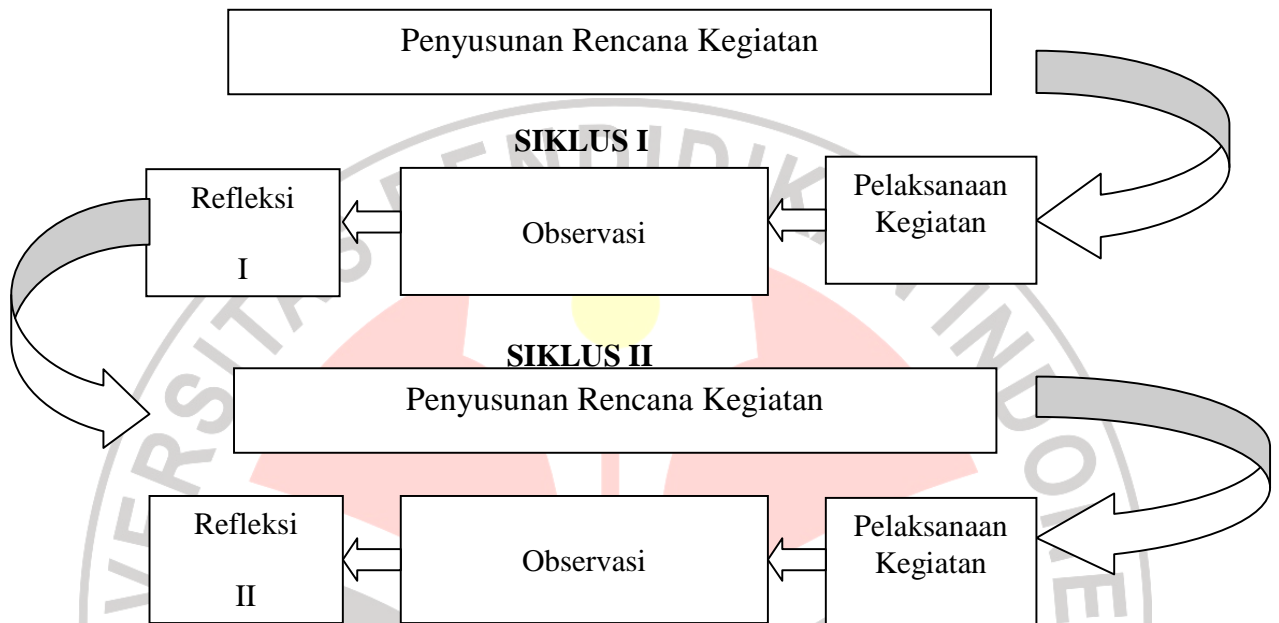 Penyusunan Rencana Kegiatan
SIKLUS I
Refleksi
I
Observasi
Pelaksanaan
Kegiatan
SIKLUS II
Penyusunan Rencana Kegiatan
Refleksi
II
Observasi
Pelaksanaan
Kegiatan